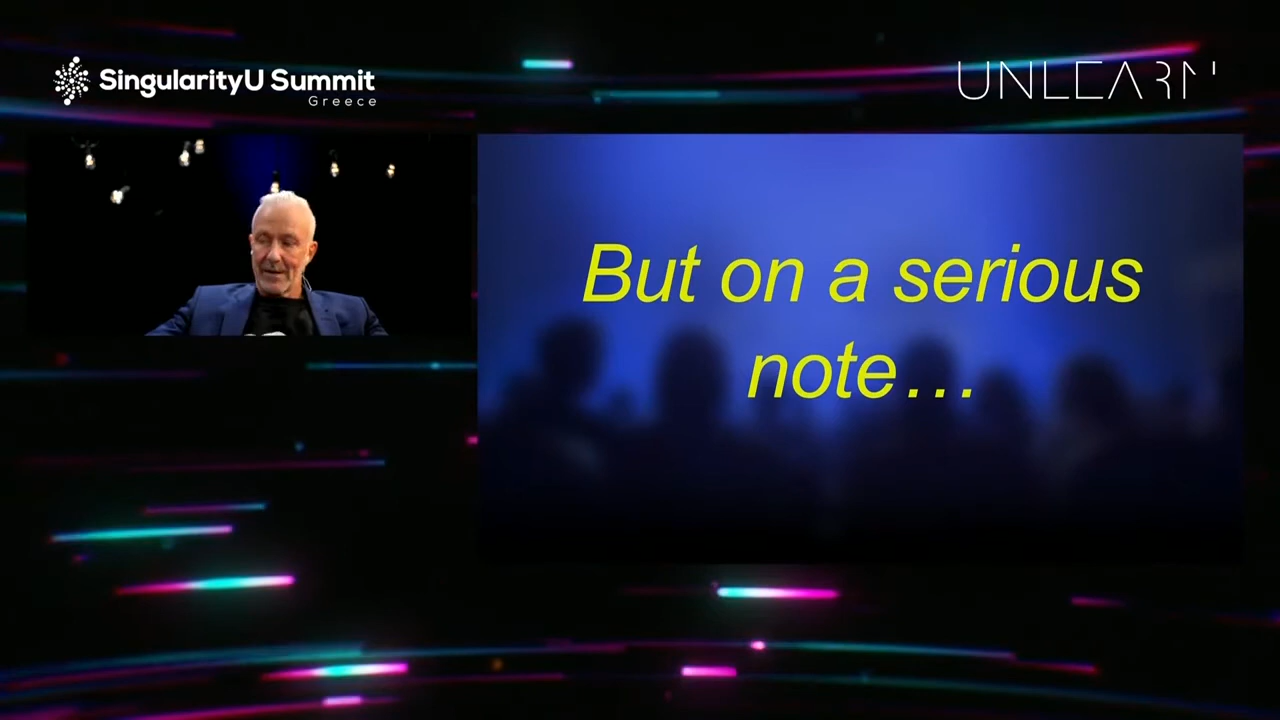 SingularityU Summit
Greece
UNLEARN
But on a serious
note...